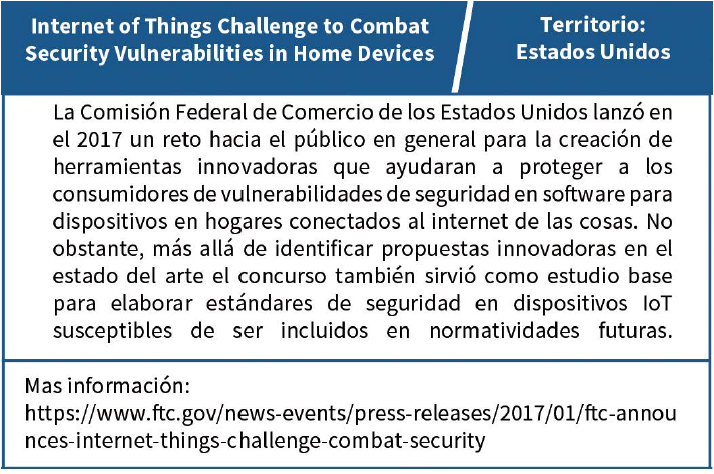 Internet of Things Challenge to Combat
Security Vulnerabilities in Home Devices
Territorio:
Estados Unidos
La Comisión Federal de Comercio de los Estados Unidos lanzó en
el 2017 un reto hacia el público en general para la creación de
herramientas innovadoras que ayudaran a proteger a los
consumidores de vulnerabilidades de seguridad en software para
dispositivos en hogares conectados al internet de las cosas. No
obstante, más allá de identificar propuestas innovadoras en el
estado del arte el concurso también sirvió como estudio base
para elaborar estándares de seguridad en dispositivos IoT
susceptibles de ser incluidos en normatividades futuras.
Mas información:
https://www.ftc.gov/news-events/press-releases/2017/01/ftc-annou
nces-internet-things-challenge-combat-security